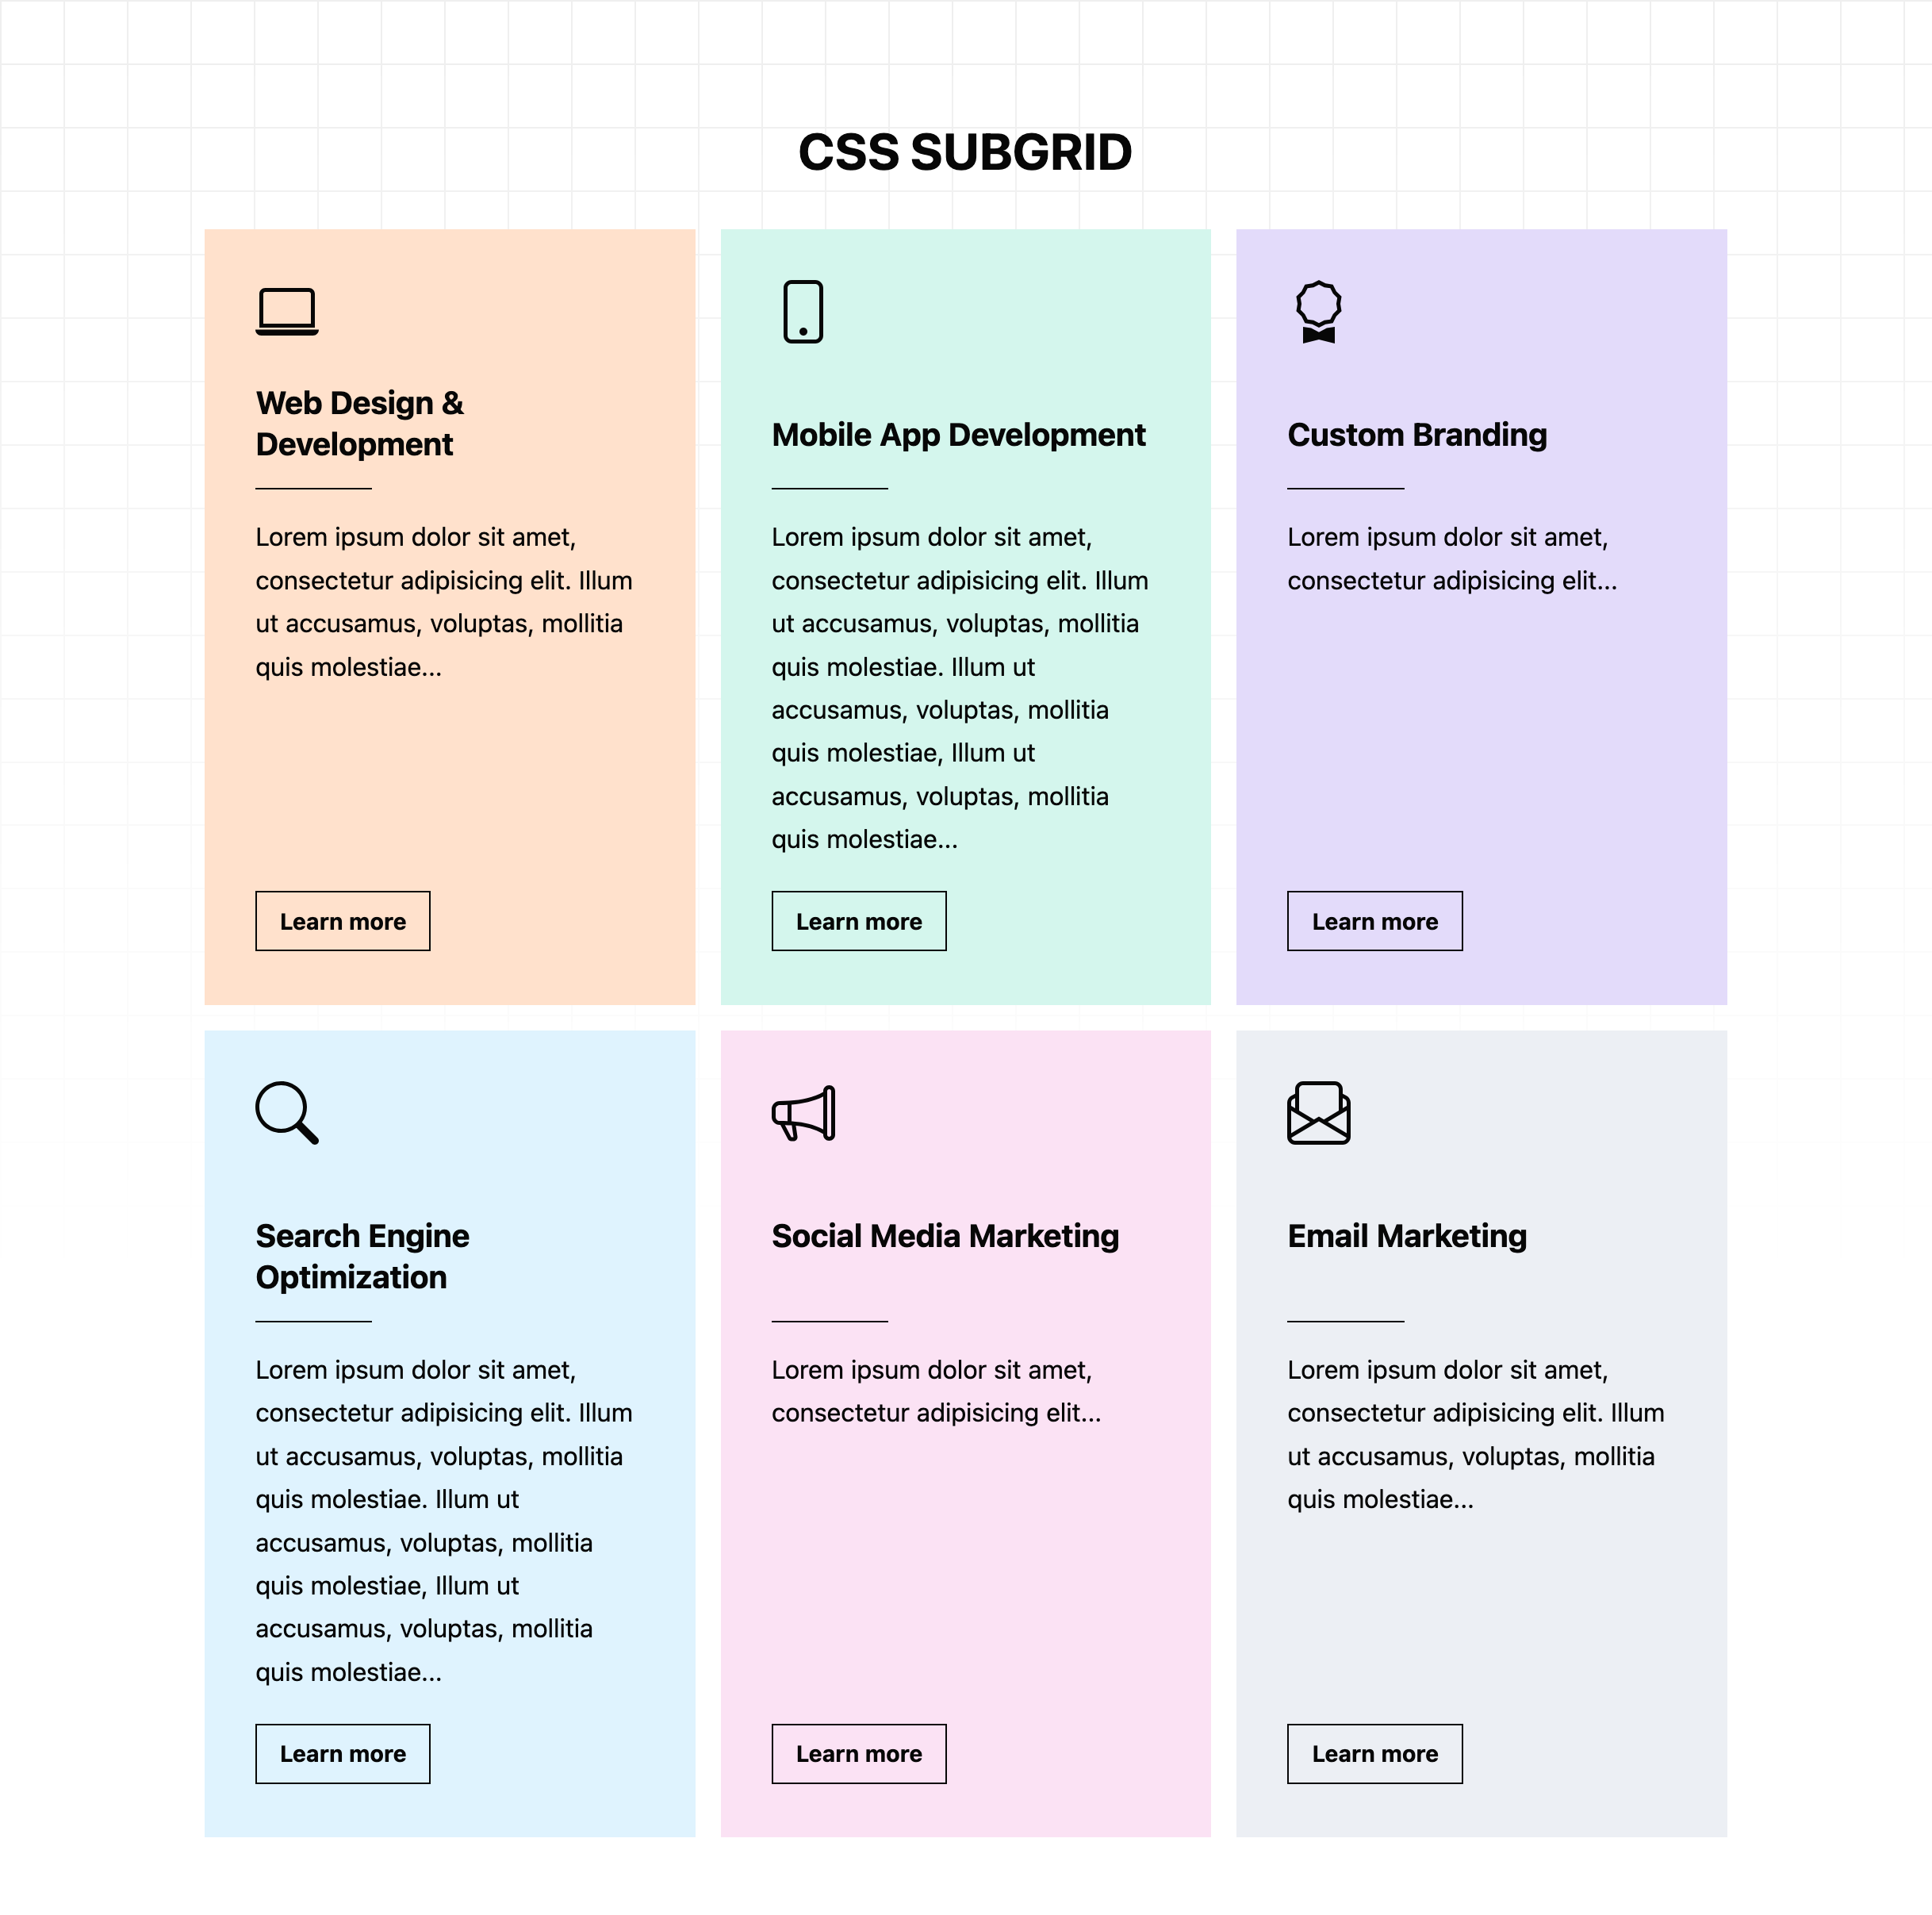 CSS SUBGRID
Web Design &
Development
Lorem ipsum dolor sit amet,
consectetur adipisicing elit. Illum
ut accusamus, voluptas, mollitia
quis molestiae...
Learn more
Mobile App Development
Lorem ipsum dolor sit amet,
consectetur adipisicing elit. Illum
ut accusamus, voluptas, mollitia
quis molestiae. Illum ut
accusamus, voluptas, mollitia
quis molestiae, Illum ut
accusamus, voluptas, mollitia
quis molestiae...
Learn more
Custom Branding
Lorem ipsum dolor sit amet,
consectetur adipisicing elit...
Learn more
Search Engine
Optimization
Lorem ipsum dolor sit amet,
consectetur adipisicing elit. Illum
ut accusamus, voluptas, mollitia
quis molestiae. Illum ut
accusamus, voluptas, mollitia
quis molestiae, Illum ut
accusamus, voluptas, mollitia
quis molestiae...
Learn more
Social Media Marketing
Lorem ipsum dolor sit amet,
consectetur adipisicing elit...
Learn more
Email Marketing
Lorem ipsum dolor sit amet,
consectetur adipisicing elit. Illum
ut accusamus, voluptas, mollitia
quis molestiae...
Learn more